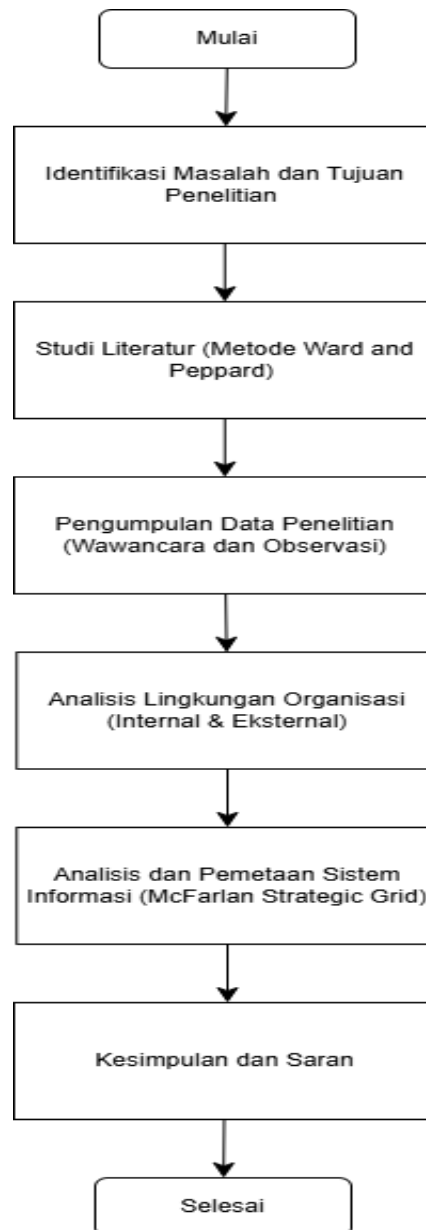 Mulai
Identifikasi Masalah dan Tujuan
Penelitian
Studi Literatur (Metode Ward and
Peppard)
Pengumpulan Data Penelitian
(Wawancara dan Observasi)
Analisis Lingkungan Organisasi
(Internal & Eksternal)
Analisis dan Pemetaan Sistem
Informasi (McFarlan Strategic Grid)
Kesimpulan dan Saran
Selesai